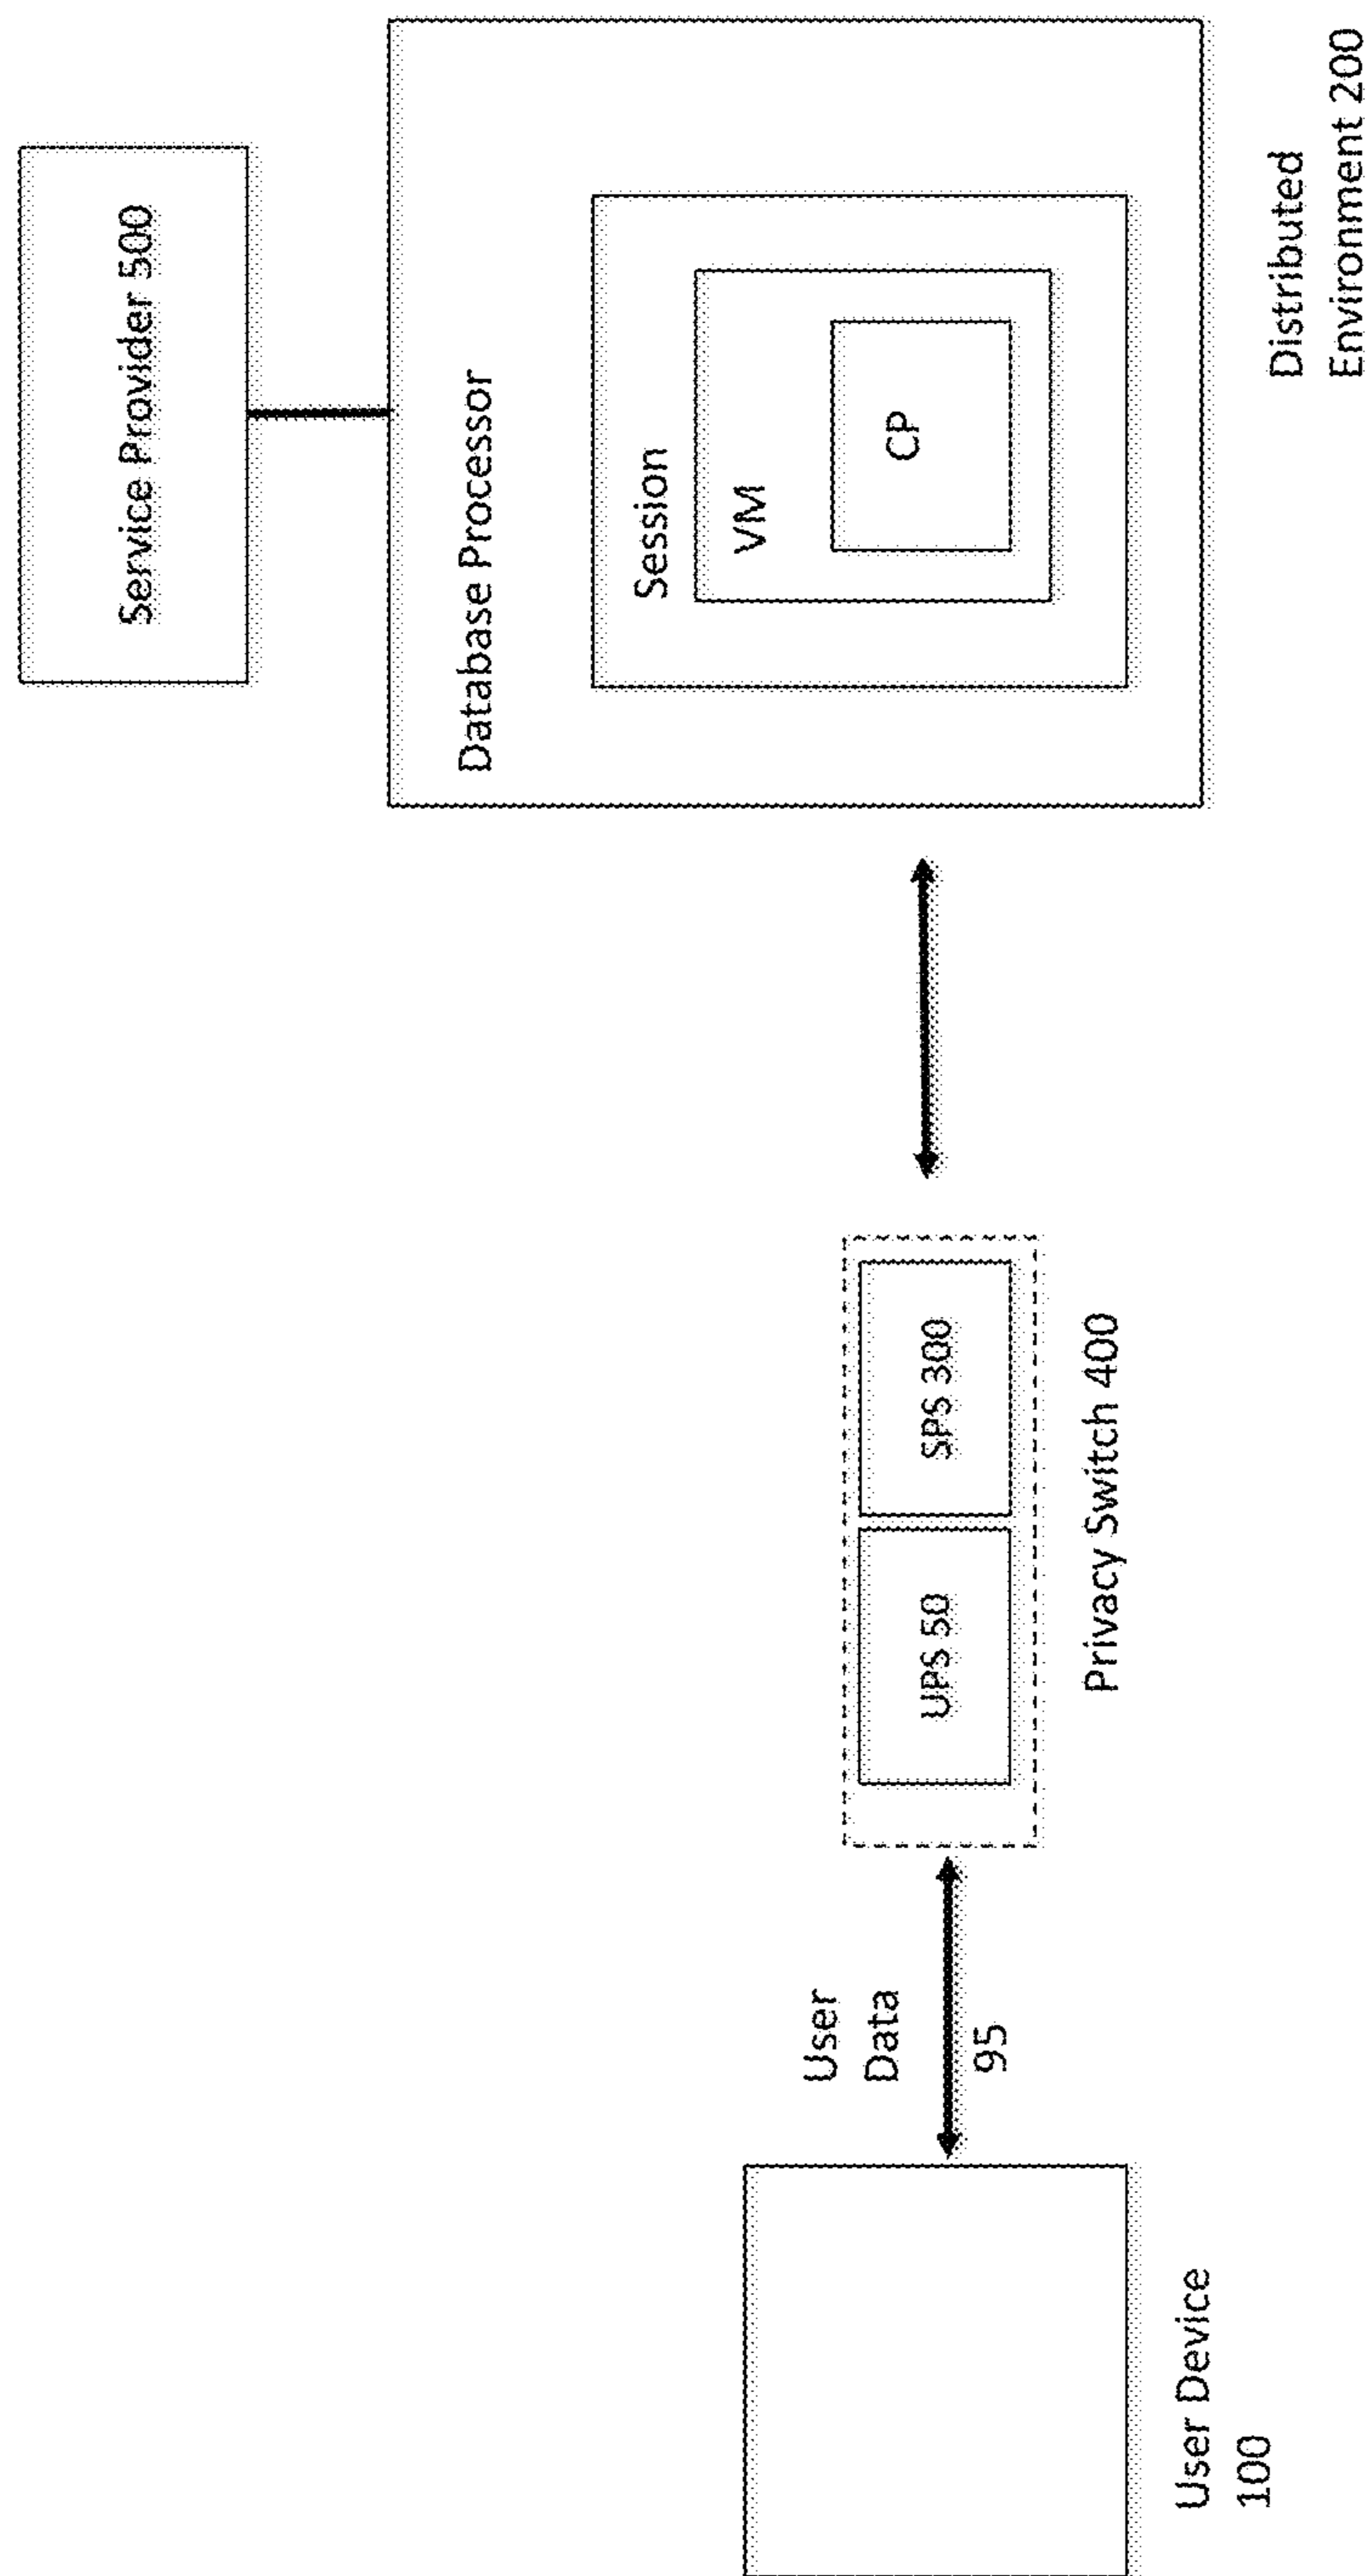 Service Provider 500
Database Processor
Session
VM
CP
Distributed
Environment 200
User
Data
95
UPS 50
SPS 300
Privacy Switch 400
User Device
100